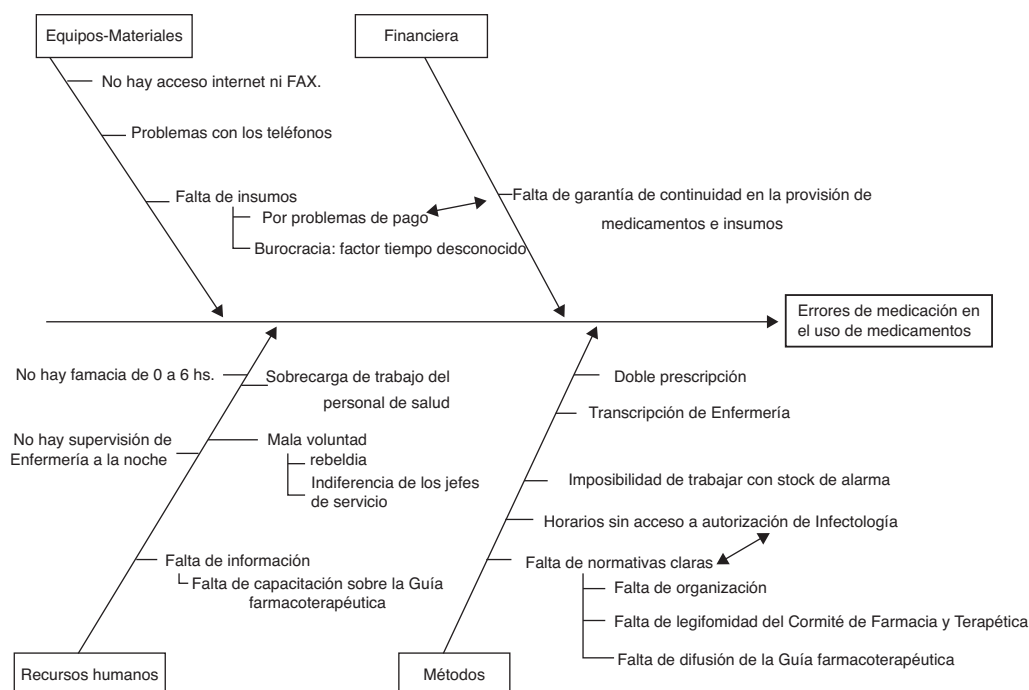 Equipos-Materiales
Financiera
No hay acceso internet ni FAX.
Problemas con los teléfonos
Falta de insumos
Por problemas de pago
Burocracia: factor tiempo desconocido
Falta de garantía de continuidad en la provisión de
medicamentos e insumos
Errores de medicación en
el uso de medicamentos
No hay famacia de 0 a 6 hs.
Sobrecarga de trabajo del
personal de salud
No hay supervisión de
Enfermería a la noche
Mala voluntad
rebeldia
Indiferencia de los jefes
de servicio
Falta de información
Falta de capacitación sobre la Guía
farmacoterapéutica
Doble prescripción
Transcripción de Enfermería
Imposibilidad de trabajar con stock de alarma
Horarios sin acceso a autorización de Infectología
Falta de normativas claras
Falta de organización
Falta de legifomidad del Cormité de Farmacia y Terapética
Falta de difusión de la Guía farmacoterapéutica
Recursos humanos
Métodos